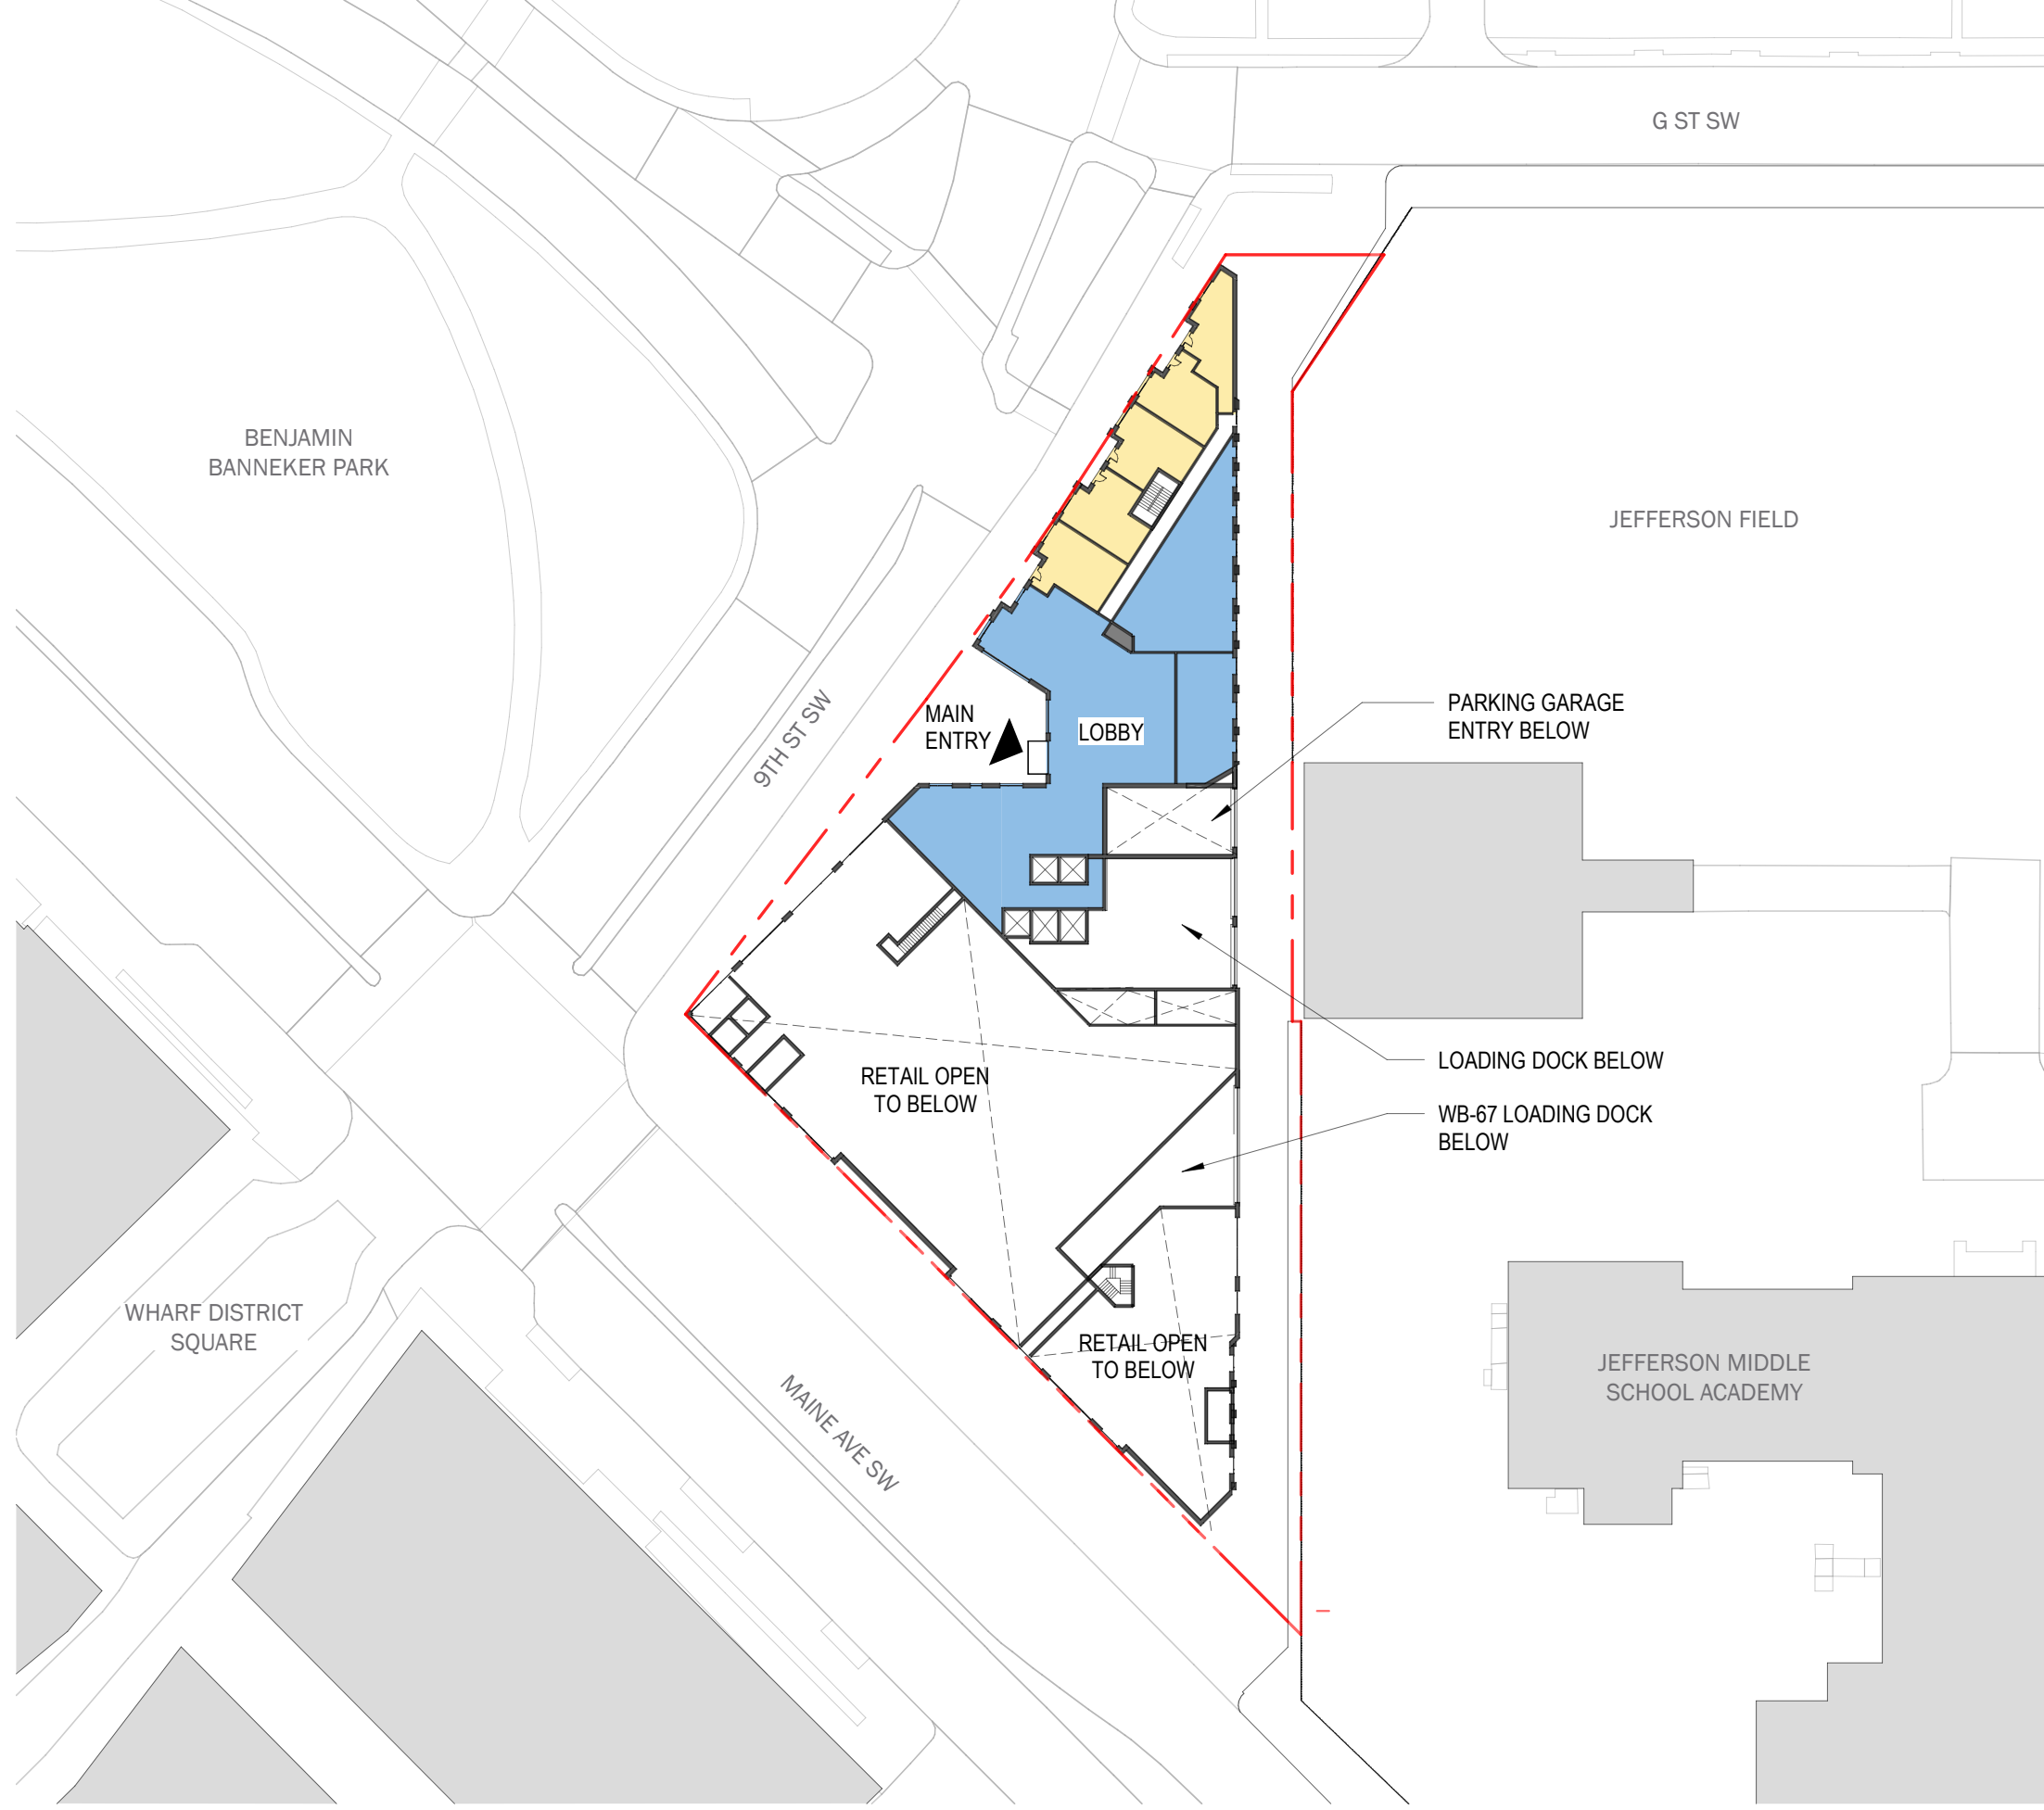 G ST SW
BENJAMIN
BANNEKER PARK
JEFFERSON FIELD
9TH ST SW
MAIN
ENTRY
LOBBY
PARKING GARAGE
ENTRY BELOW
RETAIL OPEN
TO BELOW
LOADING DOCK BELOW
WB-67 LOADING DOCK
BELOW
WHARF DISTRICT
SQUARE
RETAIL OPEN
TO BELOW
JEFFERSON MIDDLE
SCHOOL ACADEMY
MAINE AVE SW